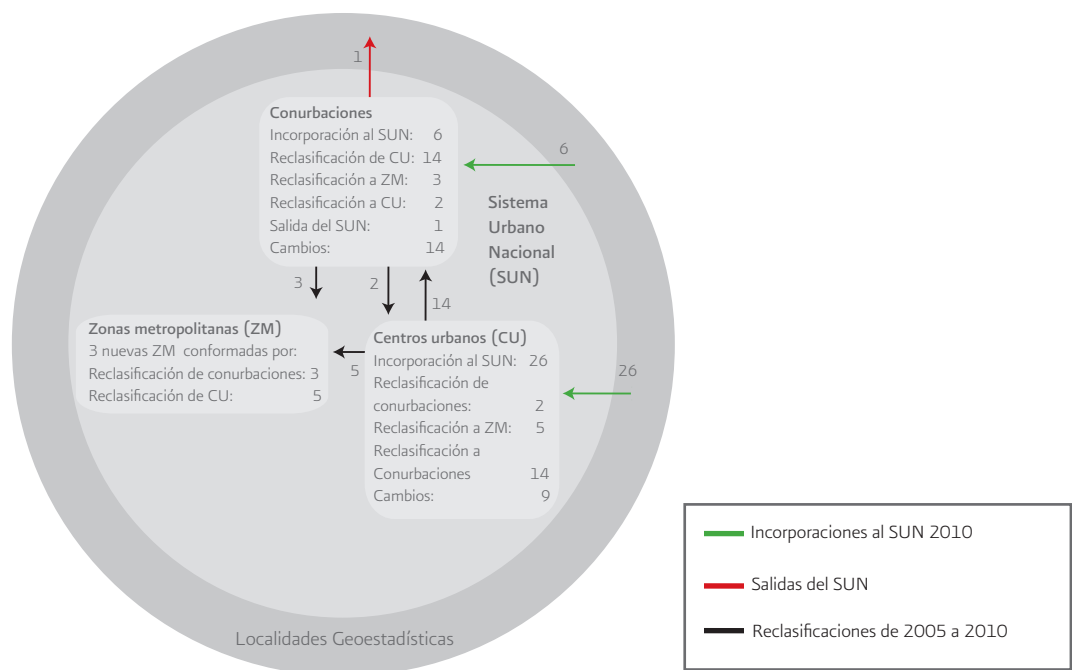 1
Conurbaciones
Incorporación al SUN: 6
Reclasificación de CU: 14
Reclasificación a ZM: 3
Reclasificación a CU: 2
Salida del SUN: 1
Cambios: 14
6
Sistema
Urbano
Nacional
(SUN)
3
2
14
Zonas metropolitanas (ZM)
3 nuevas ZM conformadas por:
Reclasificación de conurbaciones: 3
Reclasificación de CU: 5
5
Centros urbanos (CU)
Incorporación al SUN: 26
Reclasificación de
conurbaciones: 2
Reclasificación a ZM: 5
Reclasificación a
Conurbaciones 14
Cambios: 9
26
Localidades Geoestadísticas
Incorporaciones al SUN 2010
Salidas del SUN
Reclasificaciones de 2005 a 2010